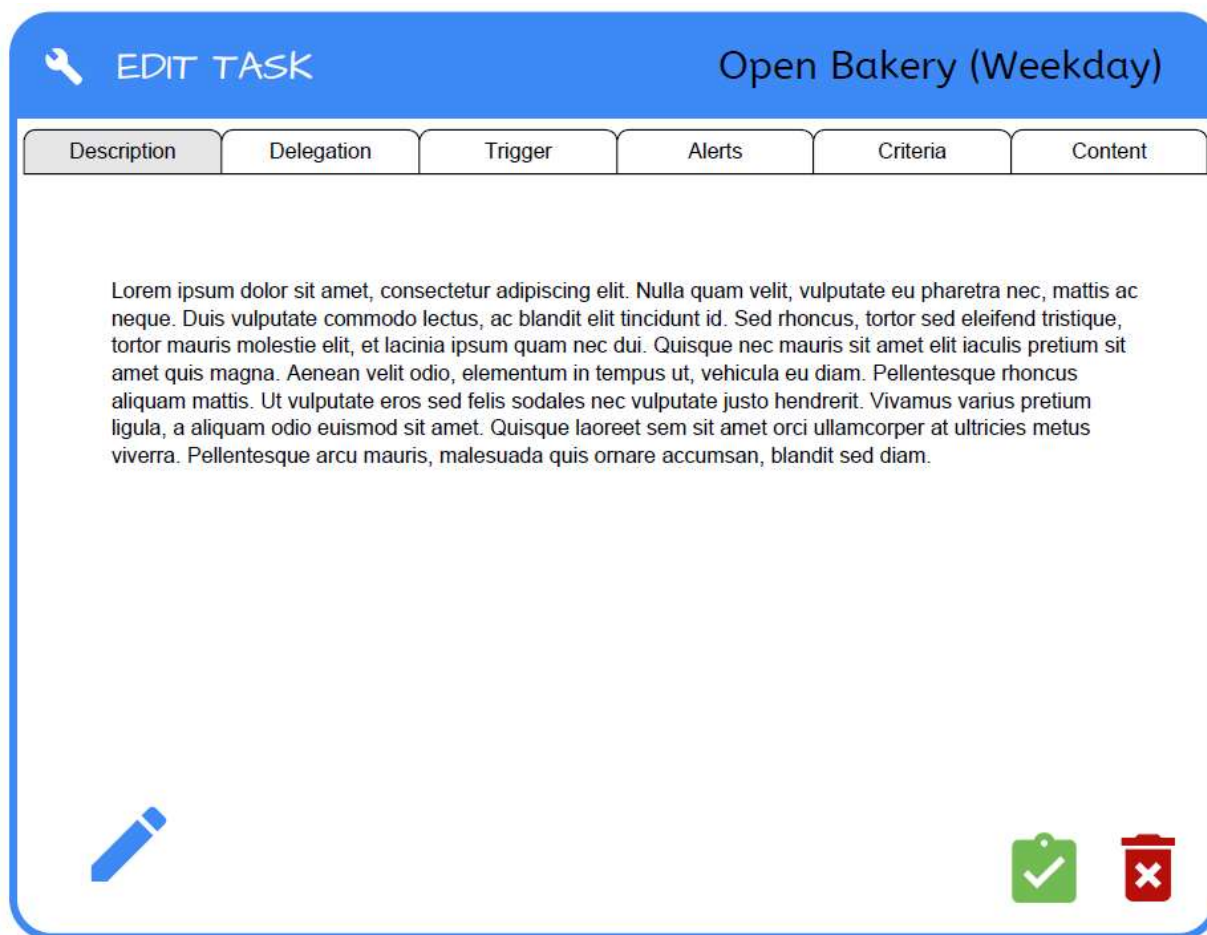 EDIT TASK
Open Bakery (Weekday)
Description
Delegation
Trigger
Alerts
Criteria
Content
Lorem ipsum dolor sit amet, consectetur adipiscing elit. Nulla quam velit, vulputate eu pharetra nec, mattis ac
neque. Duis vulputate commodo lectus, ac blandit elit tincidunt id. Sed rhoncus, tortor sed eleifend tristique,
tortor mauris molestie elit, et lacinia ipsum quam nec dui. Quisque nec mauris sit amet elit iaculis pretium sit
amet quis magna. Aenean velit odio, elementum in tempus ut, vehicula eu diam. Pellentesque rhoncus
aliquam mattis. Ut vulputate eros sed felis sodales nec vulputate justo hendrerit. Vivamus varius pretium
ligula, a aliquam odio euismod sit amet. Quisque laoreet sem sit amet orci ullamcorper at ultricies metus
viverra. Pellentesque arcu mauris, malesuada quis ornare accumsan, blandit sed diam.